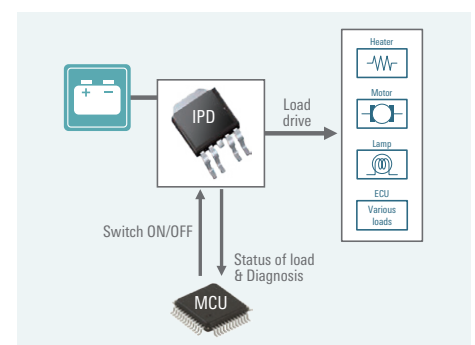 Heater
Motor
Lamp
ECU
Various
loads
+ −
IPD
Load
drive
Switch ON/OFF
Status of load
& Diagnosis
MCU